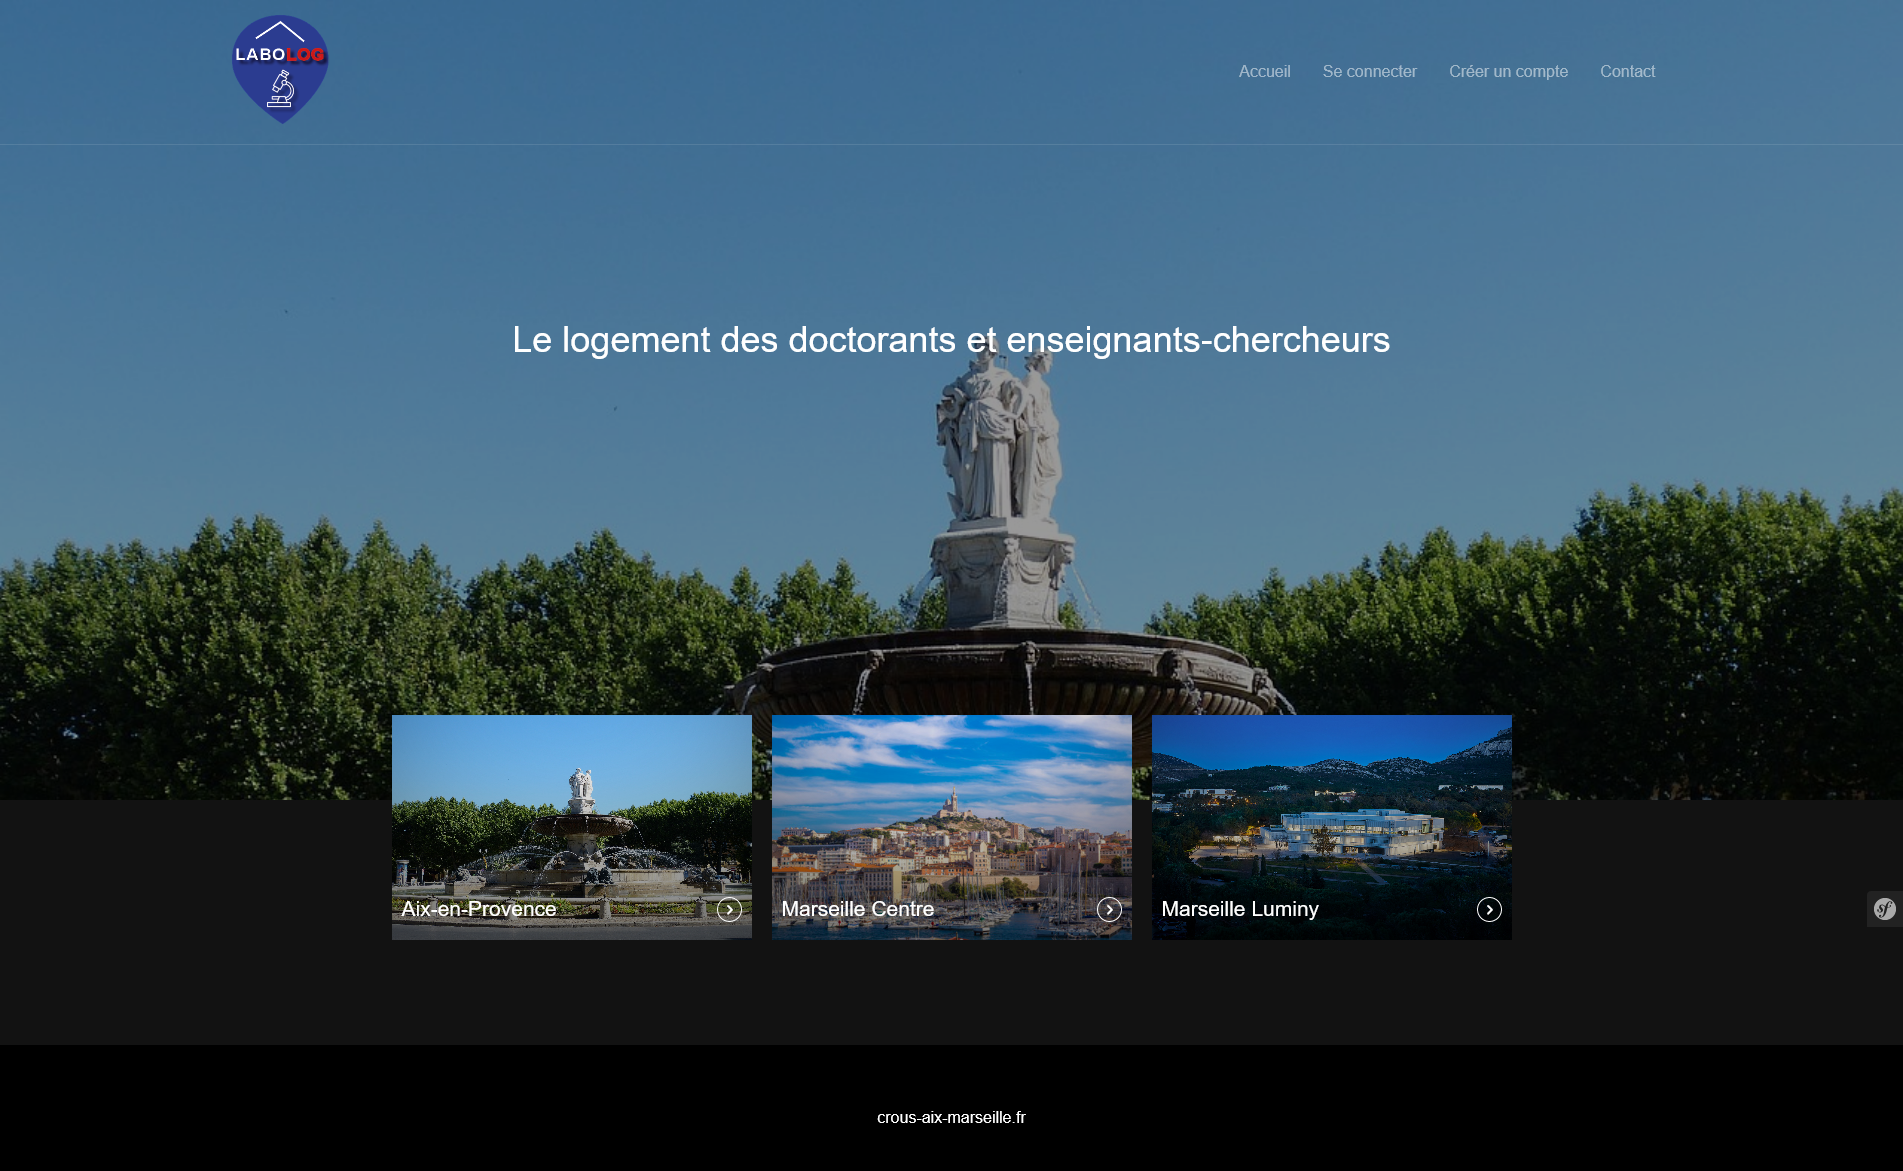 LABOLOG
Accueil
Se connecter
Créer un compte
Contact
Le logement des doctorants et enseignants-chercheurs
Aix-en-Provence
Marseille Centre
Marseille Luminy
sf
crous-aix-marseille.fr